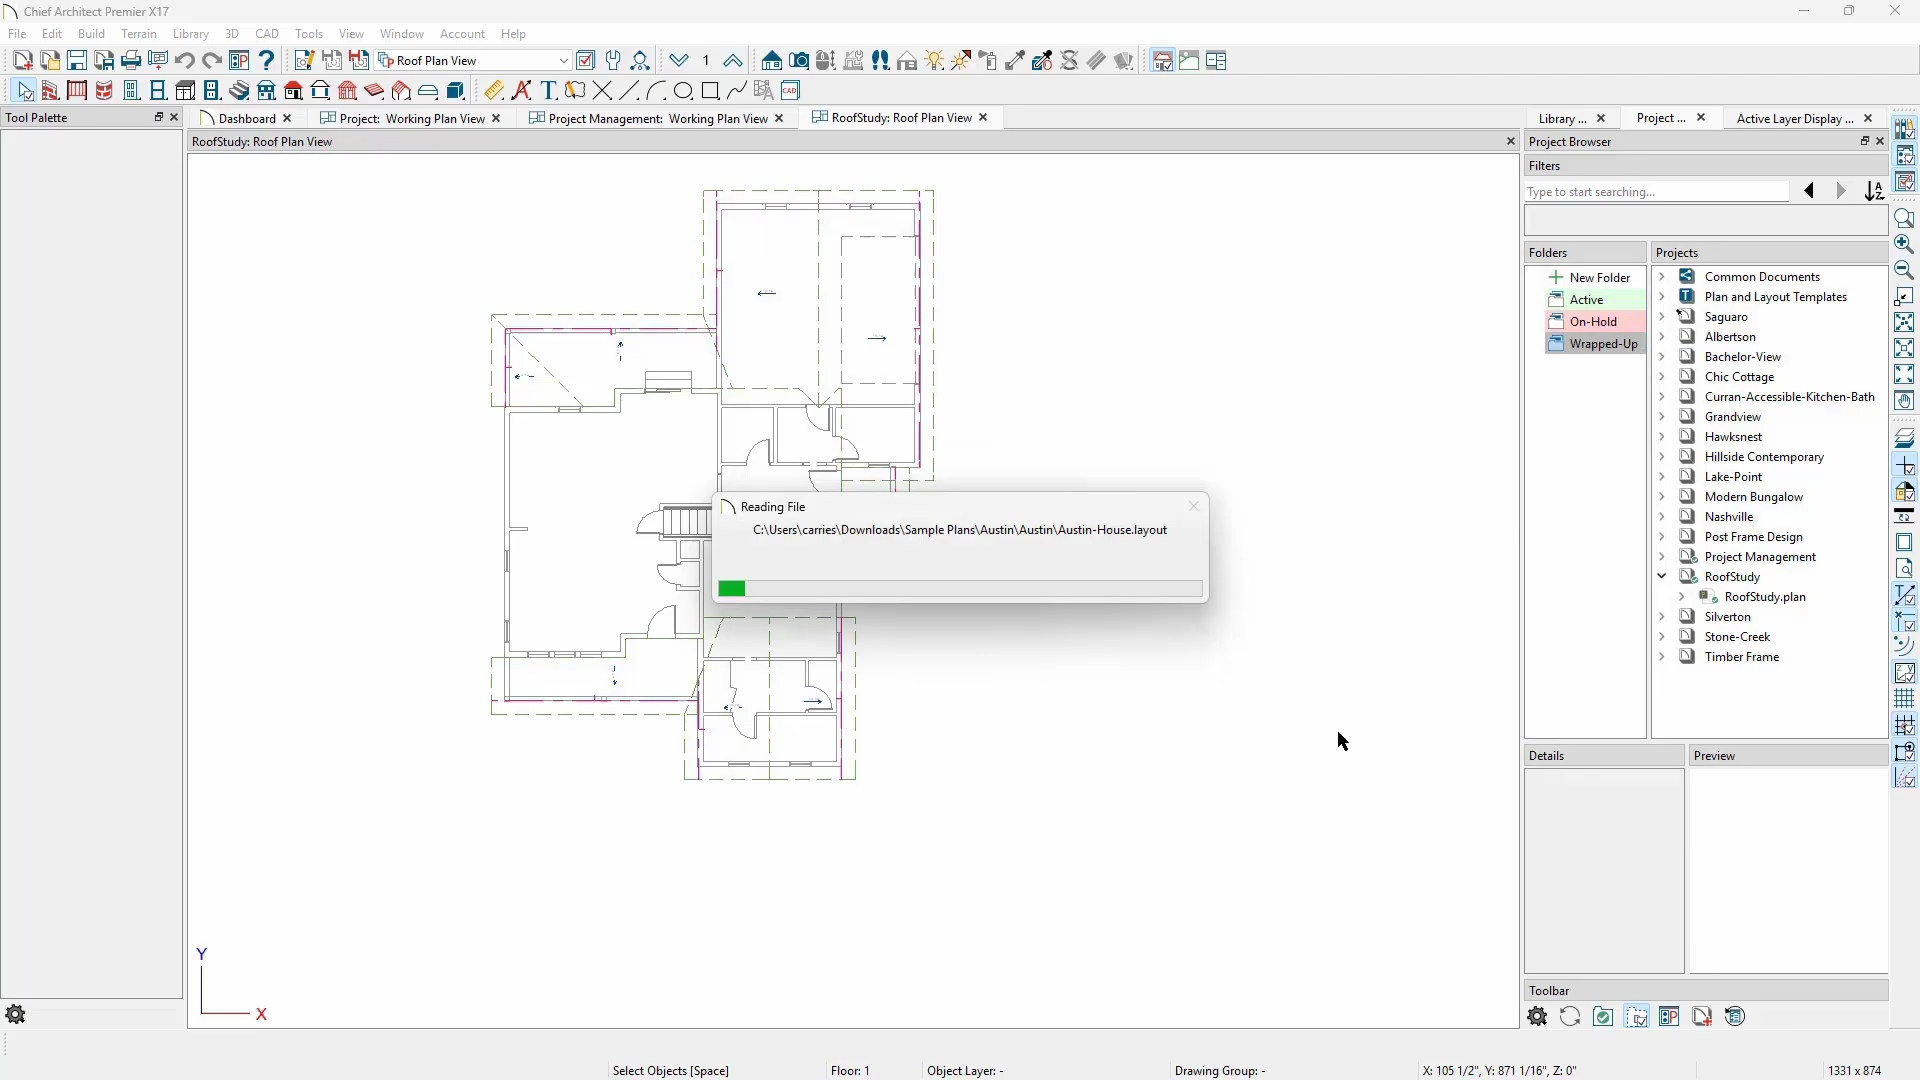 Chief Architect Premier X17
File Edit Build Terrain Library 3D CAD Tools View Window Account Help
Roof Plan View
1
CAD
Tool Palette
Dashboard
Project: Working Plan View
Project Management: Working Plan View
RoofStudy: Roof Plan View
Library ...
Project ...
Active Layer Display ...
RoofStudy: Roof Plan View
Project Browser
Filters
Type to start searching...
Folders
Projects
New Folder
Active
On-Hold
Wrapped-Up
Common Documents
Plan and Layout Templates
Saguaro
Albertson
Bachelor-View
Chic Cottage
Curran-Accessible-Kitchen-Bath
Grandview
Hawksnest
Hillside Contemporary
Lake-Point
Modern Bungalow
Nashville
Post Frame Design
Project Management
RoofStudy
RoofStudy.plan
Silverton
Stone-Creek
Timber Frame
Reading File
C:\Users\carries\Downloads\Sample Plans\Austin\Austin\Austin-House.layout
Details
Preview
Toolbar
Y
X
Select Objects [Space]
Floor: 1
Object Layer: -
Drawing Group: -
X: 105 1/2", Y: 871 1/16", Z: 0"
1331 x 874